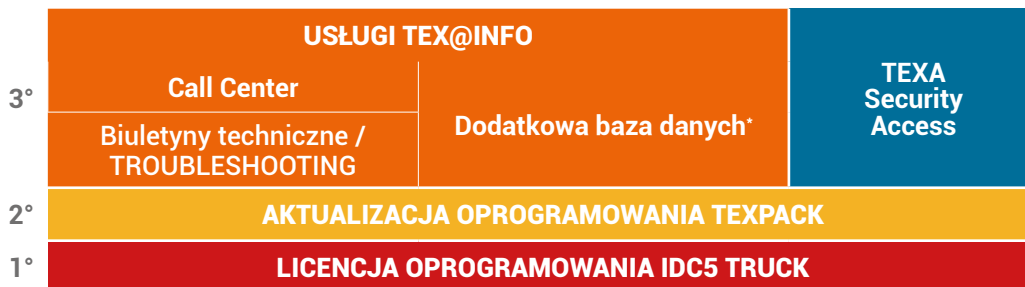 USŁUGI TEX@INFO
3°
Call Center
Biuletyny techniczne /
TROUBLESHOOTING
Dodatkowa baza danych*
TEXA
Security
Access
2°
AKTUALIZACJA OPROGRAMOWANIA TEXPACK
1°
LICENCJA OPROGRAMOWANIA IDC5 TRUCK